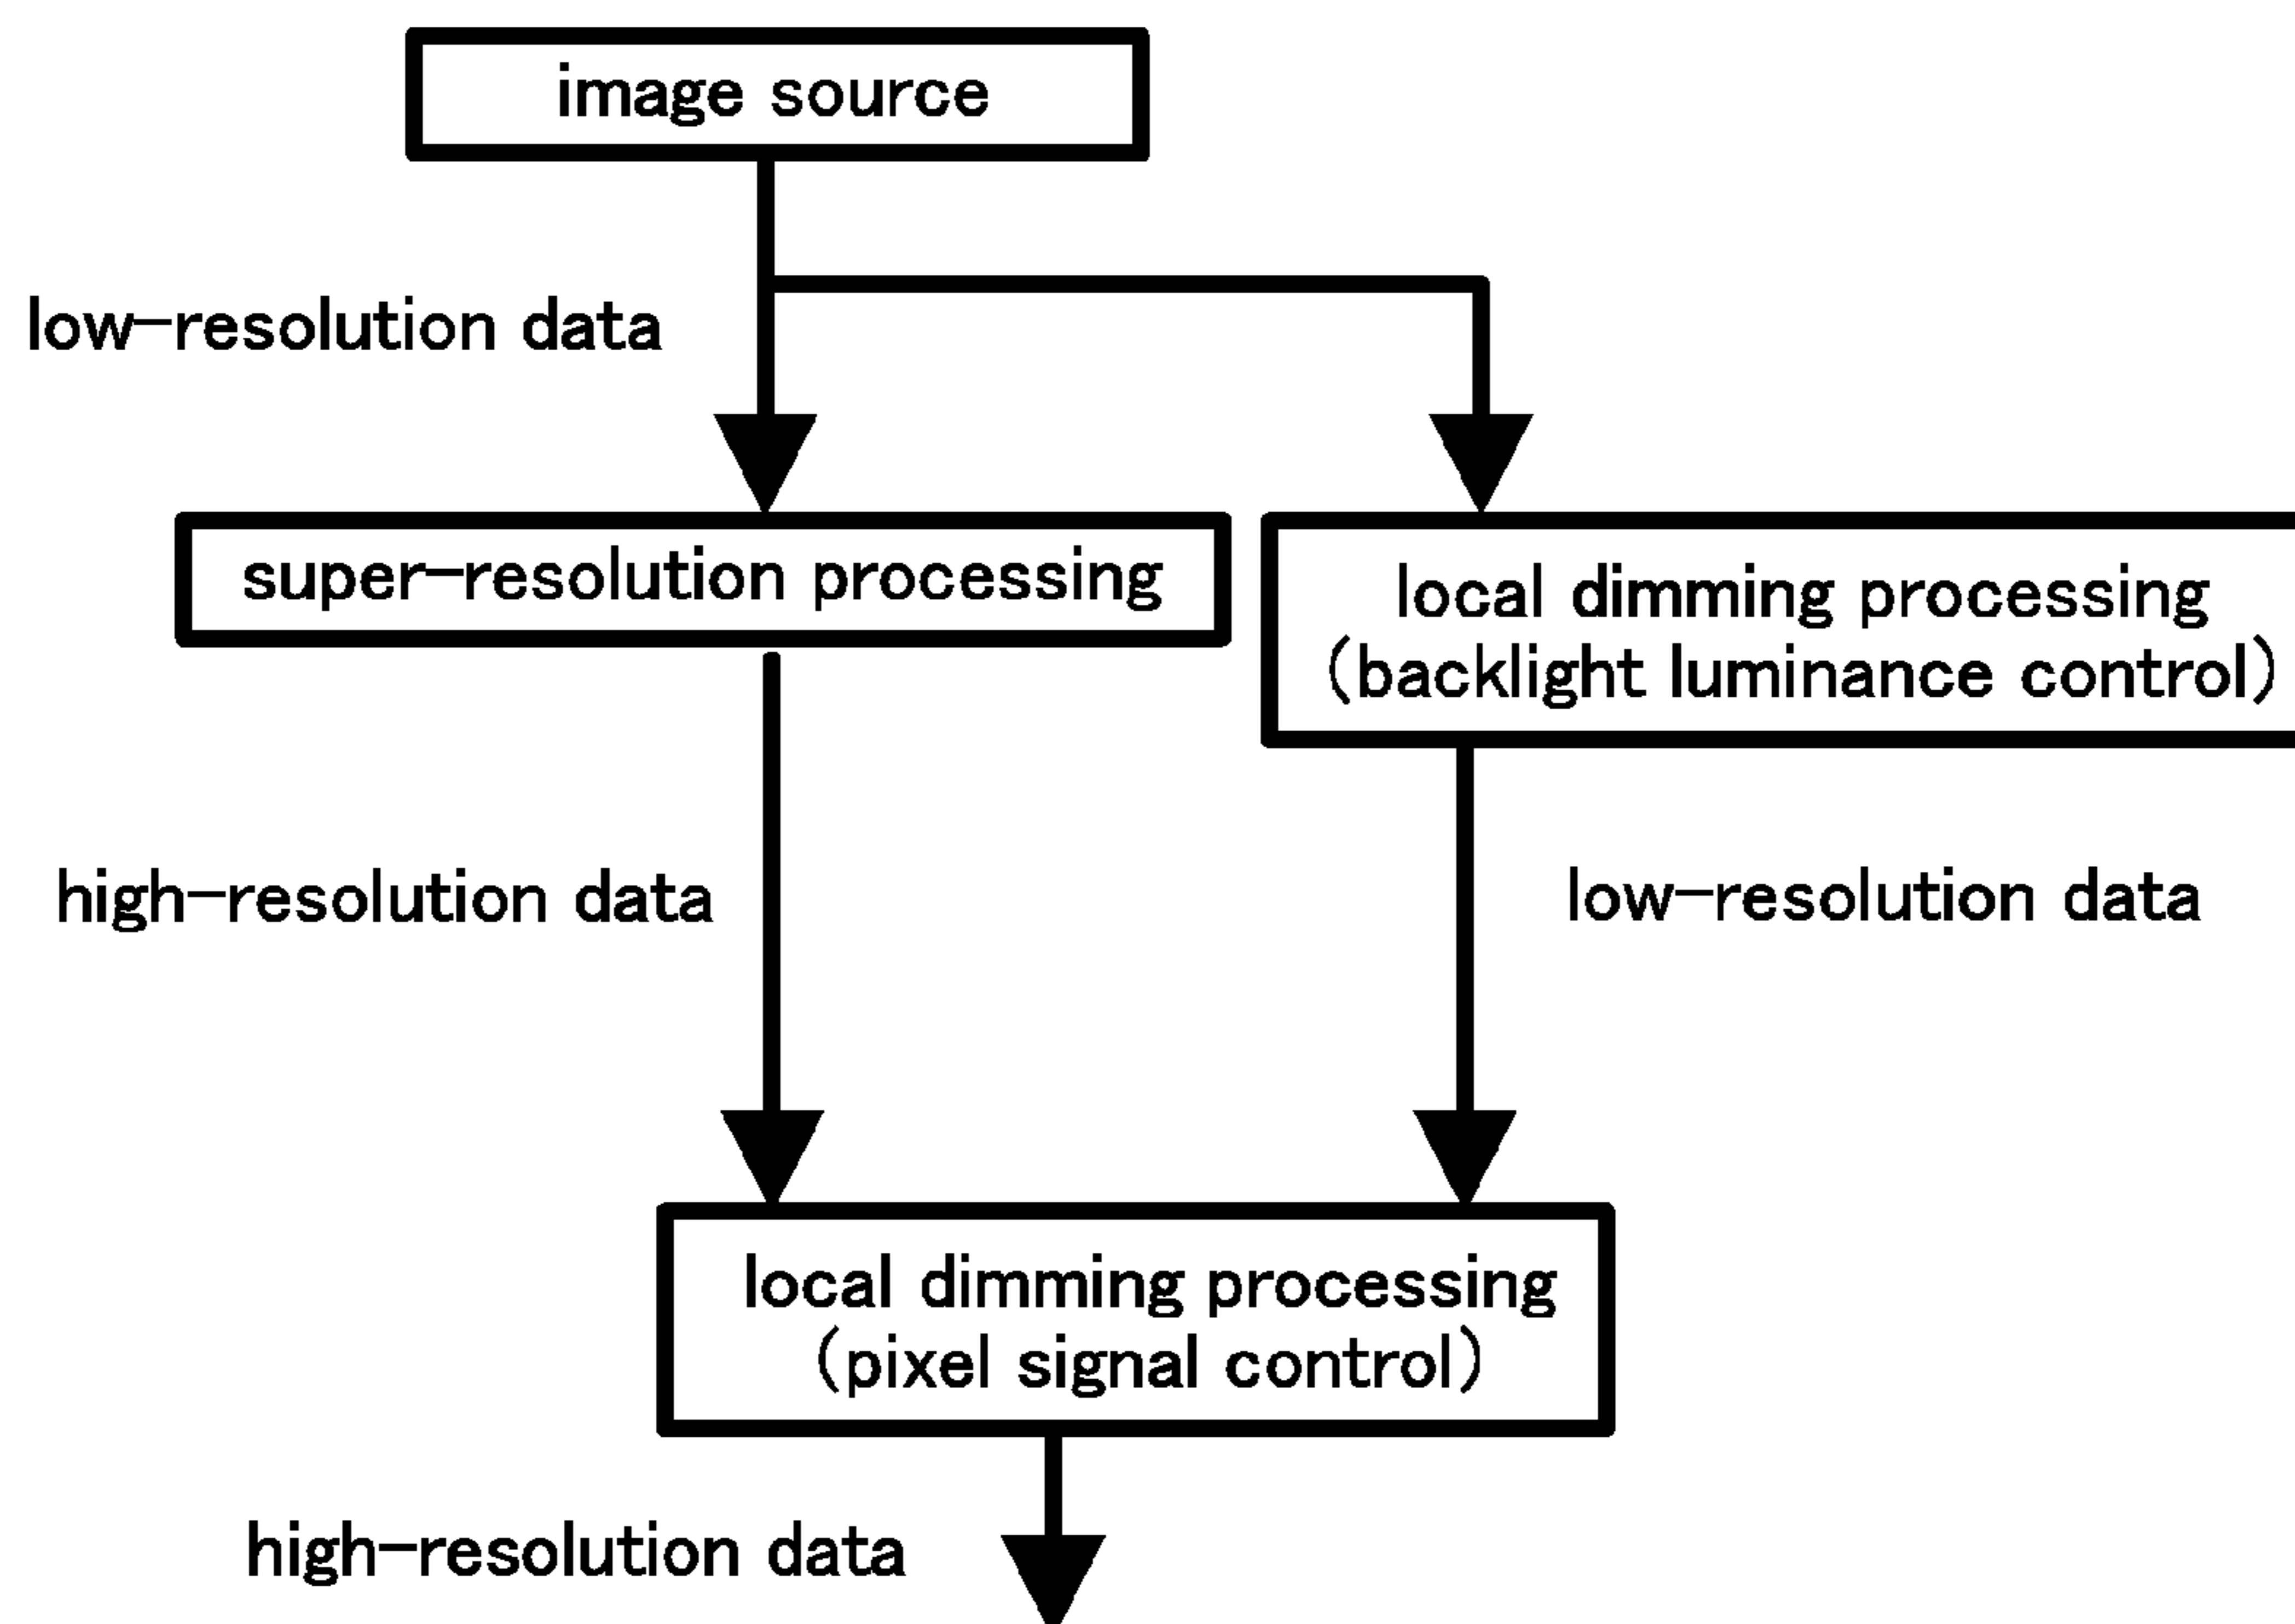 image source
low-resolution data
super-resolution processing
local dimming processing
(backlight luminance control)
high-resolution data
low-resolution data
local dimming processing
(pixel signal control)
high-resolution data